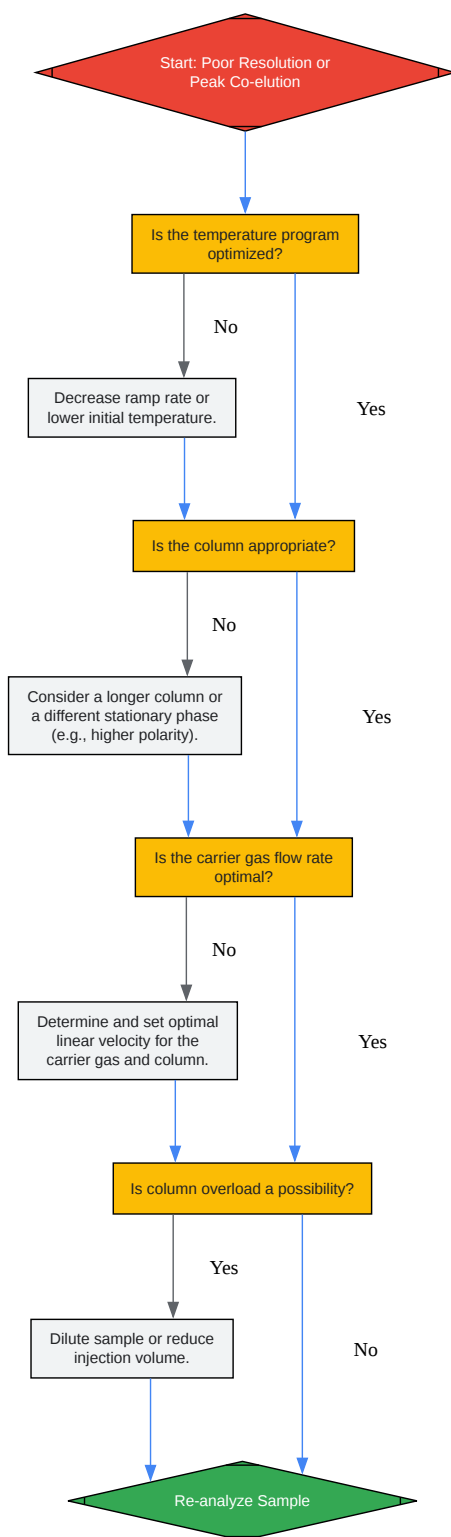 Start: Poor Resolution or
Peak Co-elution
Is the temperature program
optimized?
No
Decrease ramp rate or
lower initial temperature.
Yes
Is the column appropriate?
No
Consider a longer column or
a different stationary phase
(e.g., higher polarity).
Yes
Is the carrier gas flow rate
optimal?
No
Determine and set optimal
linear velocity for the
carrier gas and column.
Yes
Is column overload a possibility?
Yes
Dilute sample or reduce
injection volume.
No
Re-analyze Sample